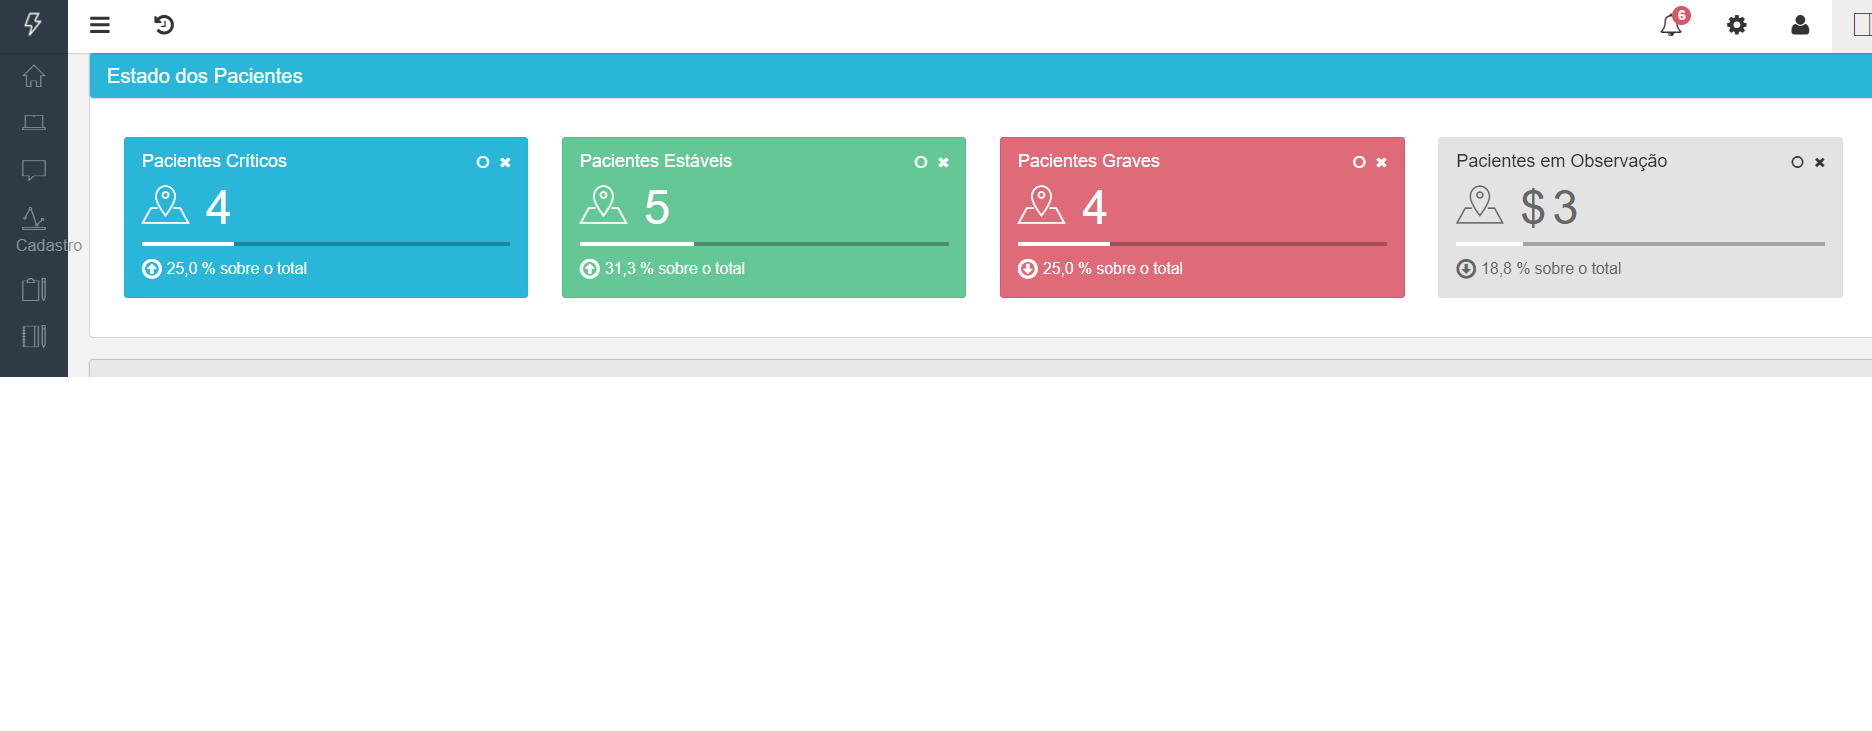 6
Estado dos Pacientes
Pacientes Críticos
4
25,0 % sobre o total
Pacientes Estáveis
5
31,3 % sobre o total
Pacientes Graves
4
25,0 % sobre o total
Pacientes em Observação
$ 3
18,8 % sobre o total
Cadastro